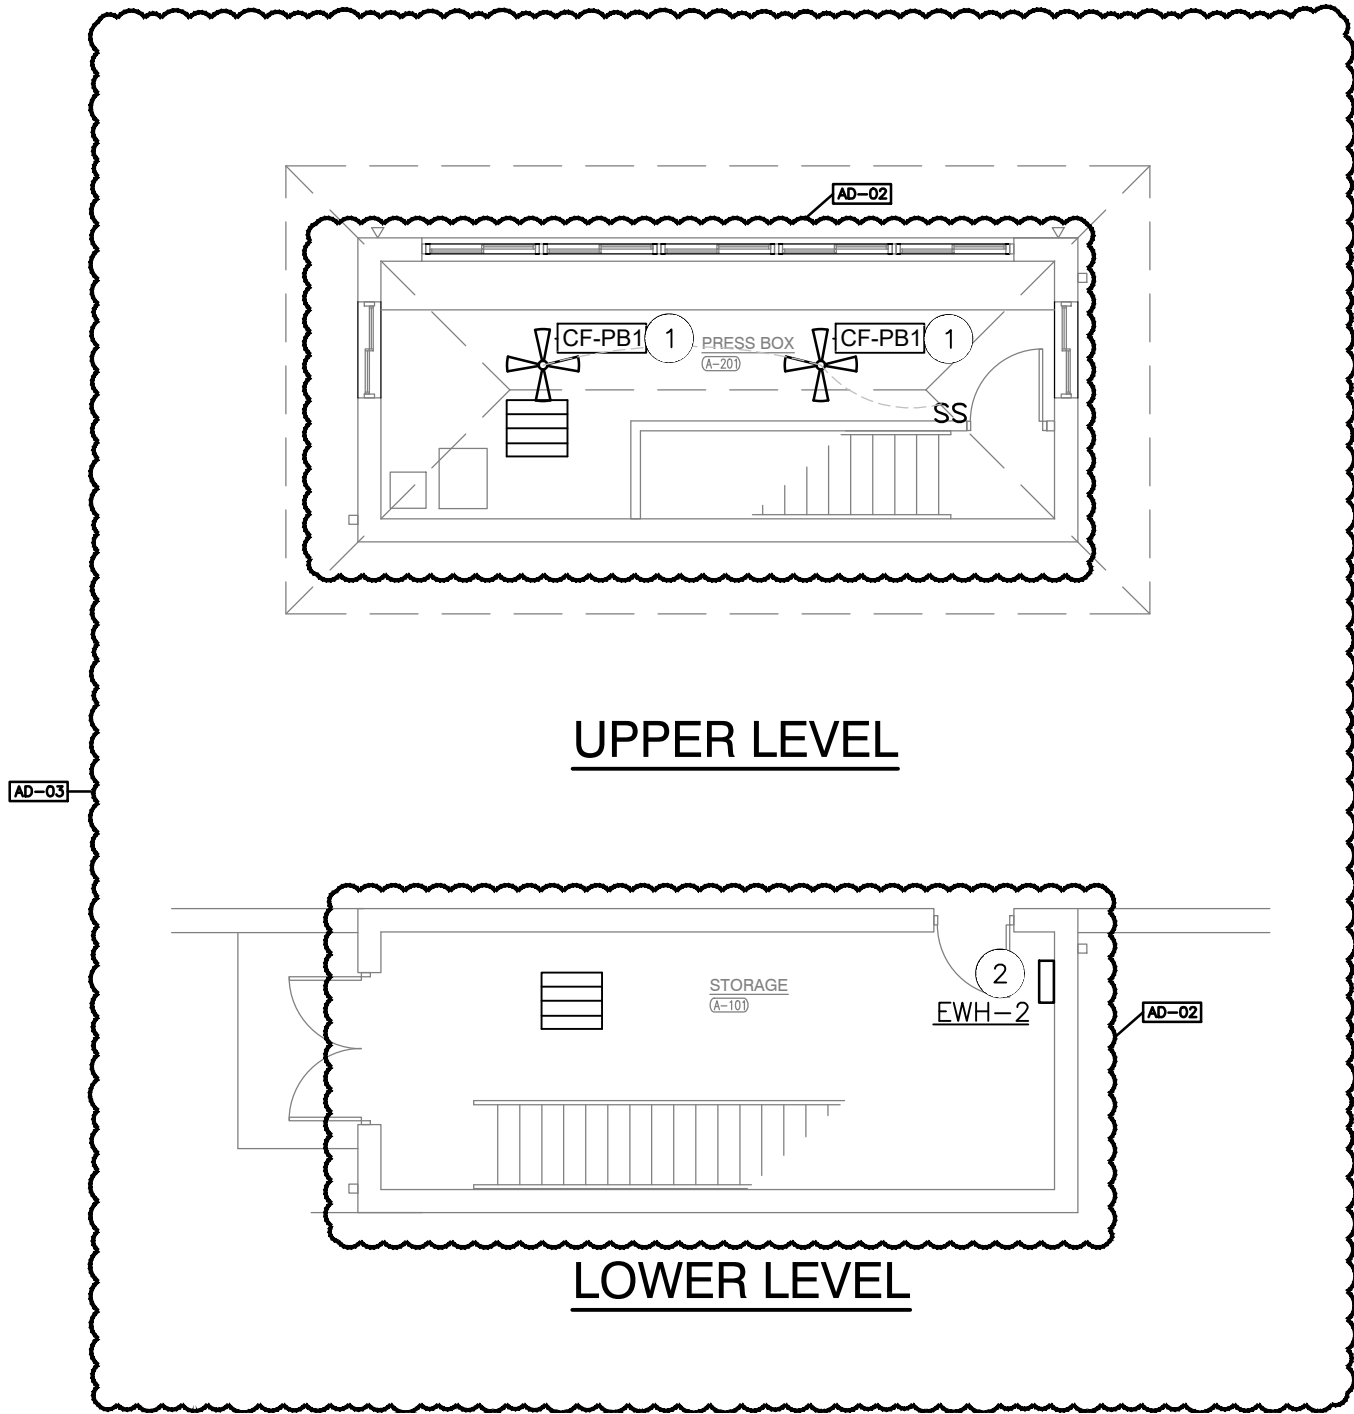 AD-02
CF-PB1 1 PRESS BOX CF-PB1 1
A-201
SS
UPPER LEVEL
AD-03
2
STORAGE
A-101
EWH-2
AD-02
LOWER LEVEL